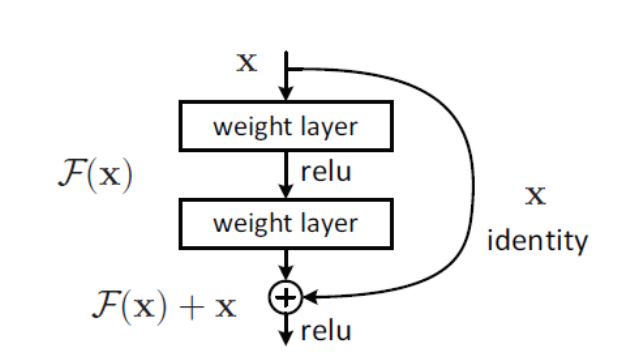 x
weight layer
relu
F(x)
weight layer
x
identity
F(x) + x
relu